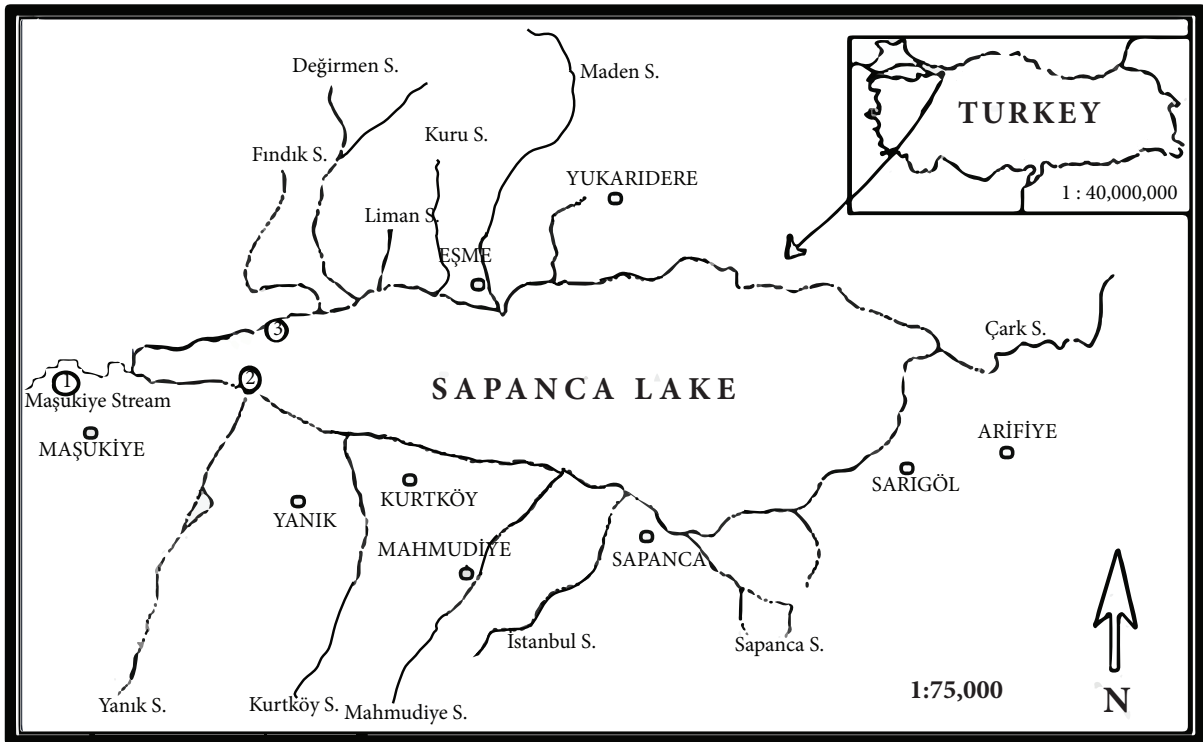 Değirmen S.
Maden S.
Kuru S.
Fındık S.
YUKARIDERE
Liman S.
EŞME
TURKEY
1 : 40,000,000
Çark S.
3
2
1
SAPANCA LAKE
Maşukiye Stream
MAŞUKİYE
ARİFİYE
SARIGÖL
KURTKÖY
YANIK
MAHMUDİYE
SAPANCA
İstanbul S.
Sapanca S.
Yanık S.
Kurtköy S.
Mahmudiye S.
1:75,000
N